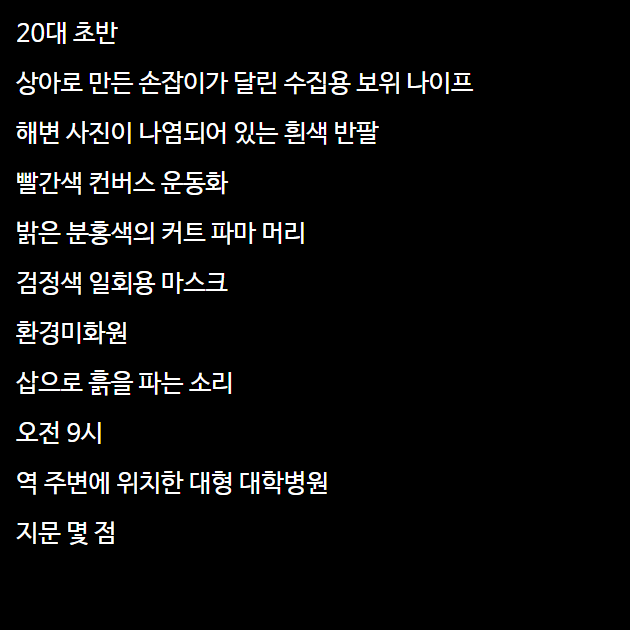 20대 초반
상아로 만든 손잡이가 달린 수집용 보위 나이프
해변 사진이 나염되어 있는 흰색 반팔
빨간색 컨버스 운동화
밝은 분홍색의 커트 파마 머리
검정색 일회용 마스크
환경미화원
삽으로 흙을 파는 소리
오전 9시
역 주변에 위치한 대형 대학병원
지문 몇 점